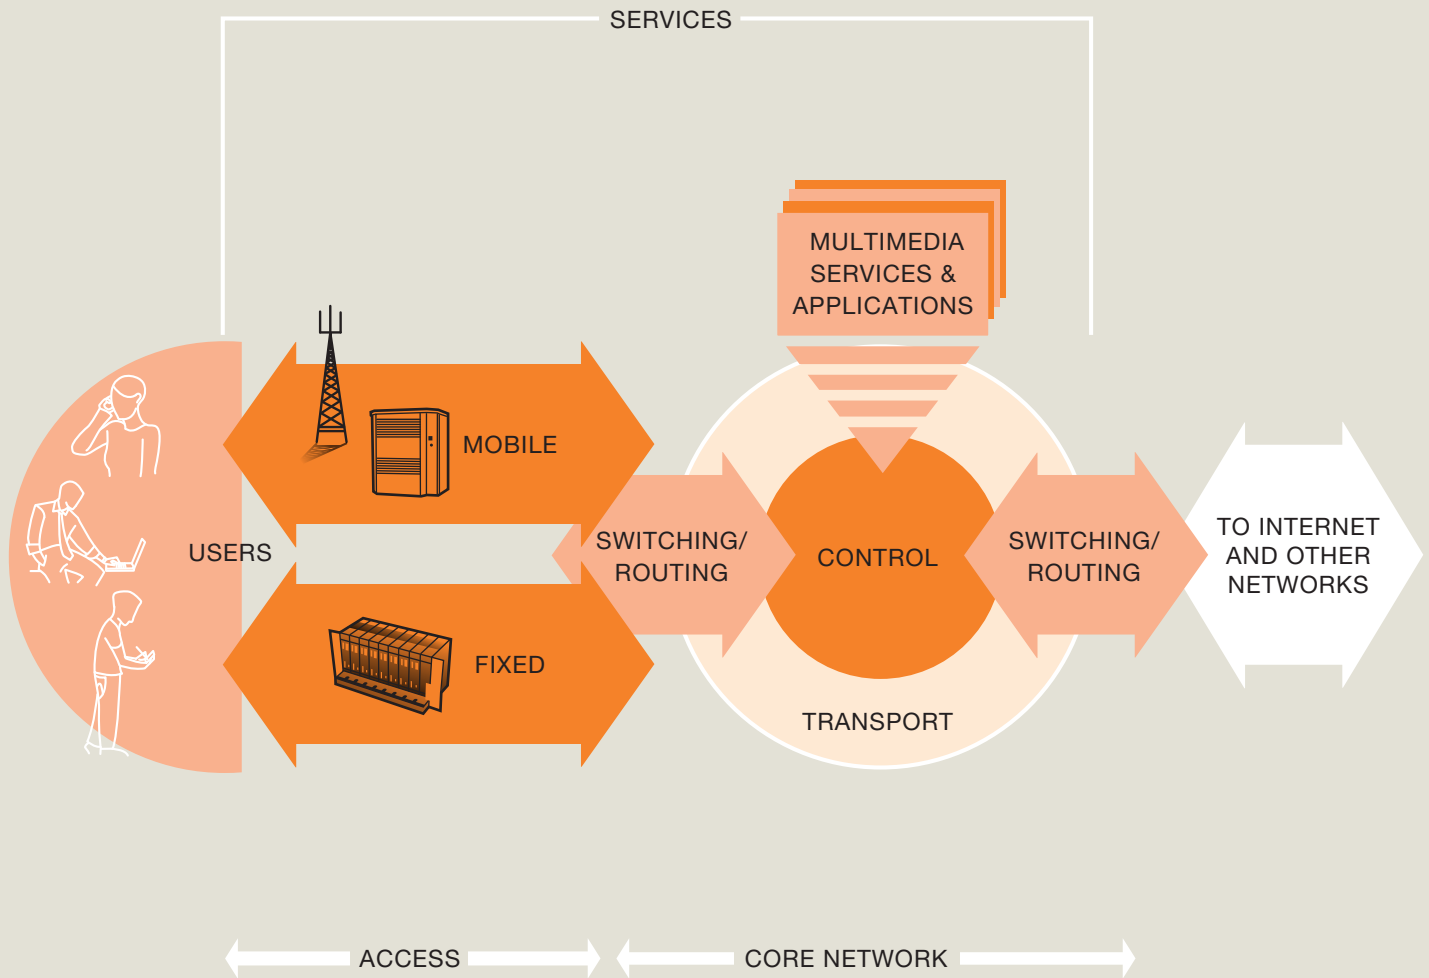 SERVICES
MULTIMEDIA
SERVICES &
APPLICATIONS
MOBILE
USERS
SWITCHING/
ROUTING
CONTROL
SWITCHING/
ROUTING
TO INTERNET
AND OTHER
NETWORKS
FIXED
TRANSPORT
ACCESS
CORE NETWORK